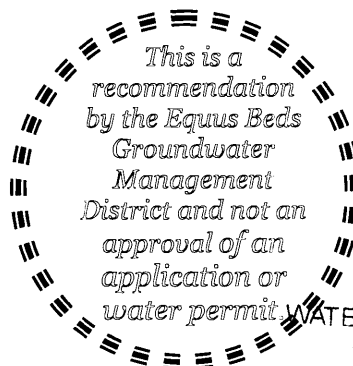 This is a
recommendation
by the Equus Beds
Groundwater
Management
District and not an
approval of an
application or
water permit.WATE